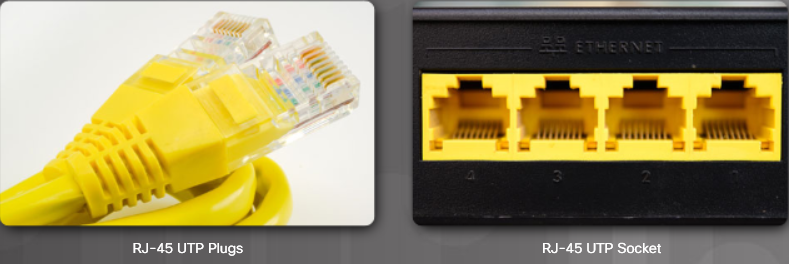 ETHERNET
4 3 2
RJ-45 UTP Plugs
RJ-45 UTP Socket